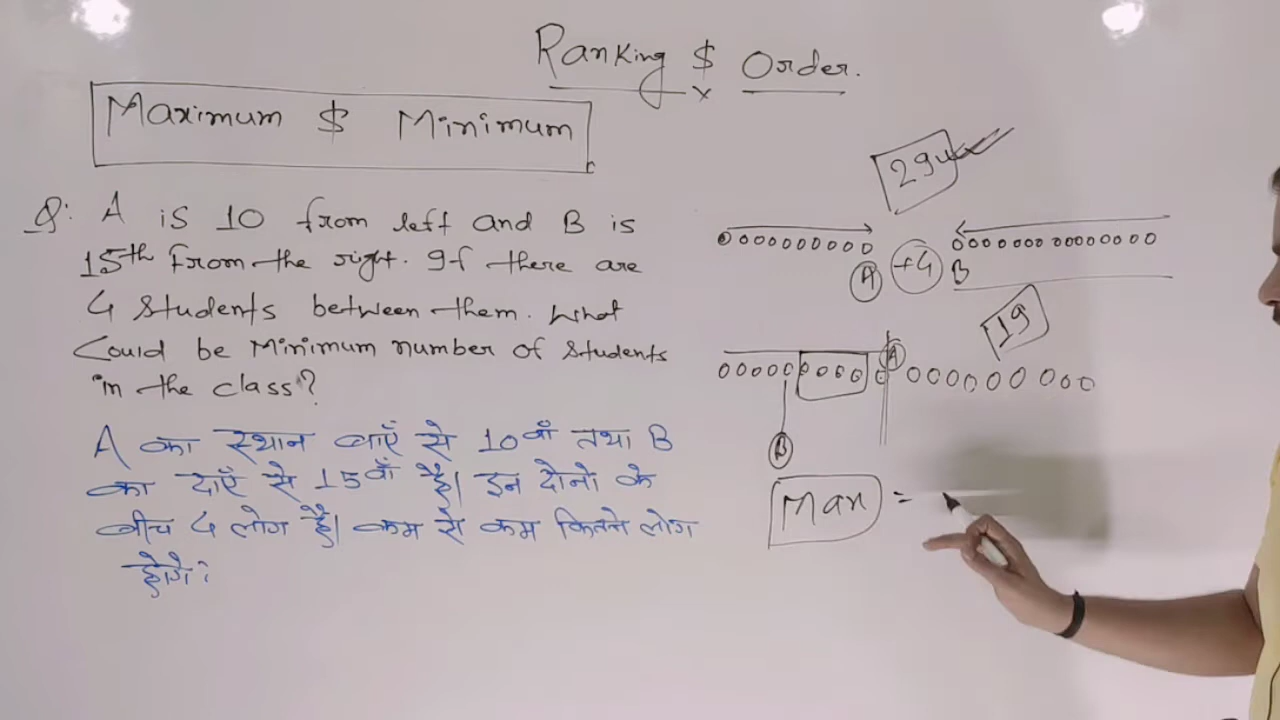 Ranking $ Order.
Maximum $ Minimum
Q: A is 10 from left and B is
15th from the right. If there are
4 Students between them. What
Could be Minimum number of Students
in the class?
A का स्थान बाएँ से 10वाँ तथा B
का दाएँ से 15वाँ है। इन दोनो के
बीच 4 लोग है। कम से कम कितने लोग
होगे?
29
A +4 B
19
A
B
Max =